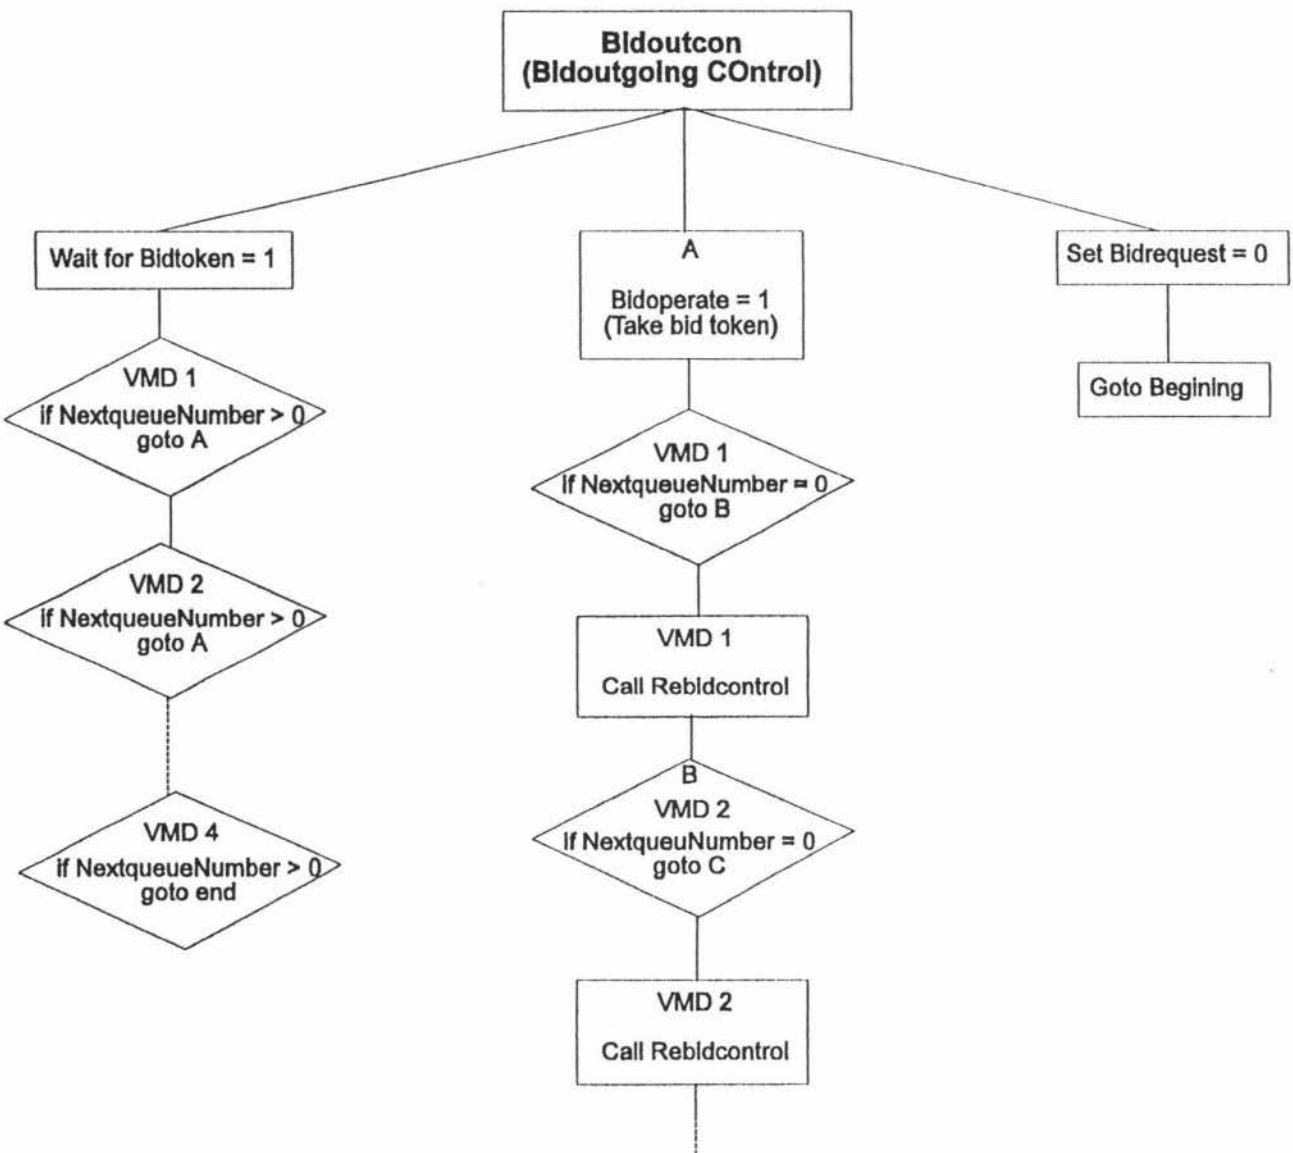 Bidoutcon
(Bidoutgoing COntrol)
Wait for Bidtoken = 1
VMD 1
if NextqueueNumber > 0
goto A
VMD 2
if NextqueueNumber > 0
goto A
VMD 4
if NextqueueNumber > 0
goto end
A
Bidoperate = 1
(Take bid token)
VMD 1
if NextqueueNumber = 0
goto B
VMD 1
Call Rebidcontrol
B
VMD 2
if NextqueuNumber = 0
goto C
VMD 2
Call Rebidcontrol
Set Bidrequest = 0
Goto Begining